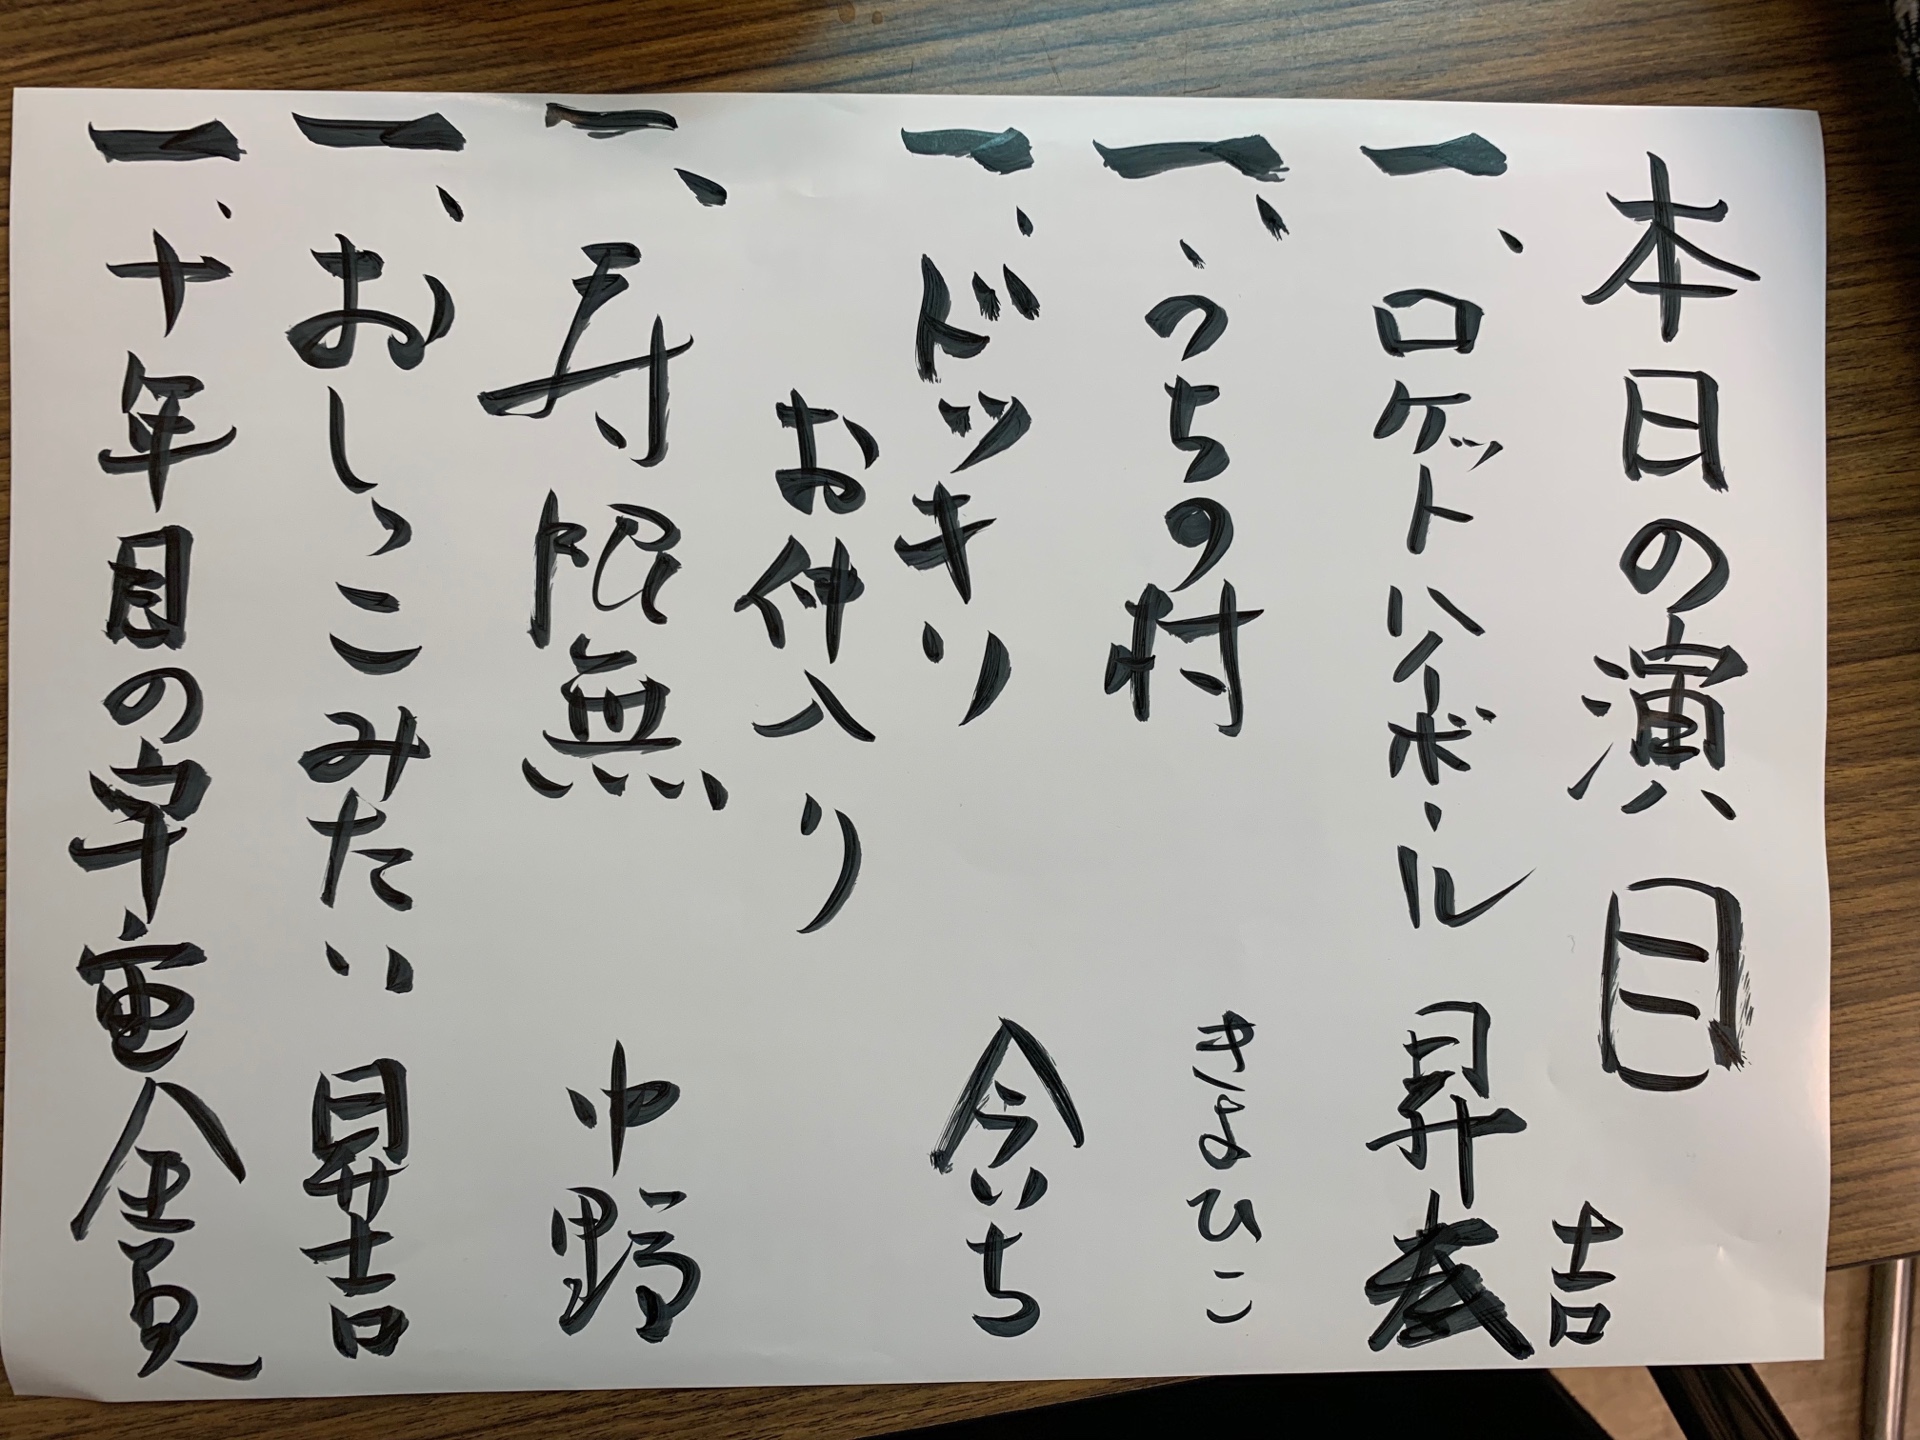 本日の演目
一、ロケットハイボール 昇 吉
一、うちの村 きよひこ
一、ドッキリ 今いち
お仲入り
一、寿限無 中野
一、おしっこみたい 昇吉
一、十年目の宇宙 全員